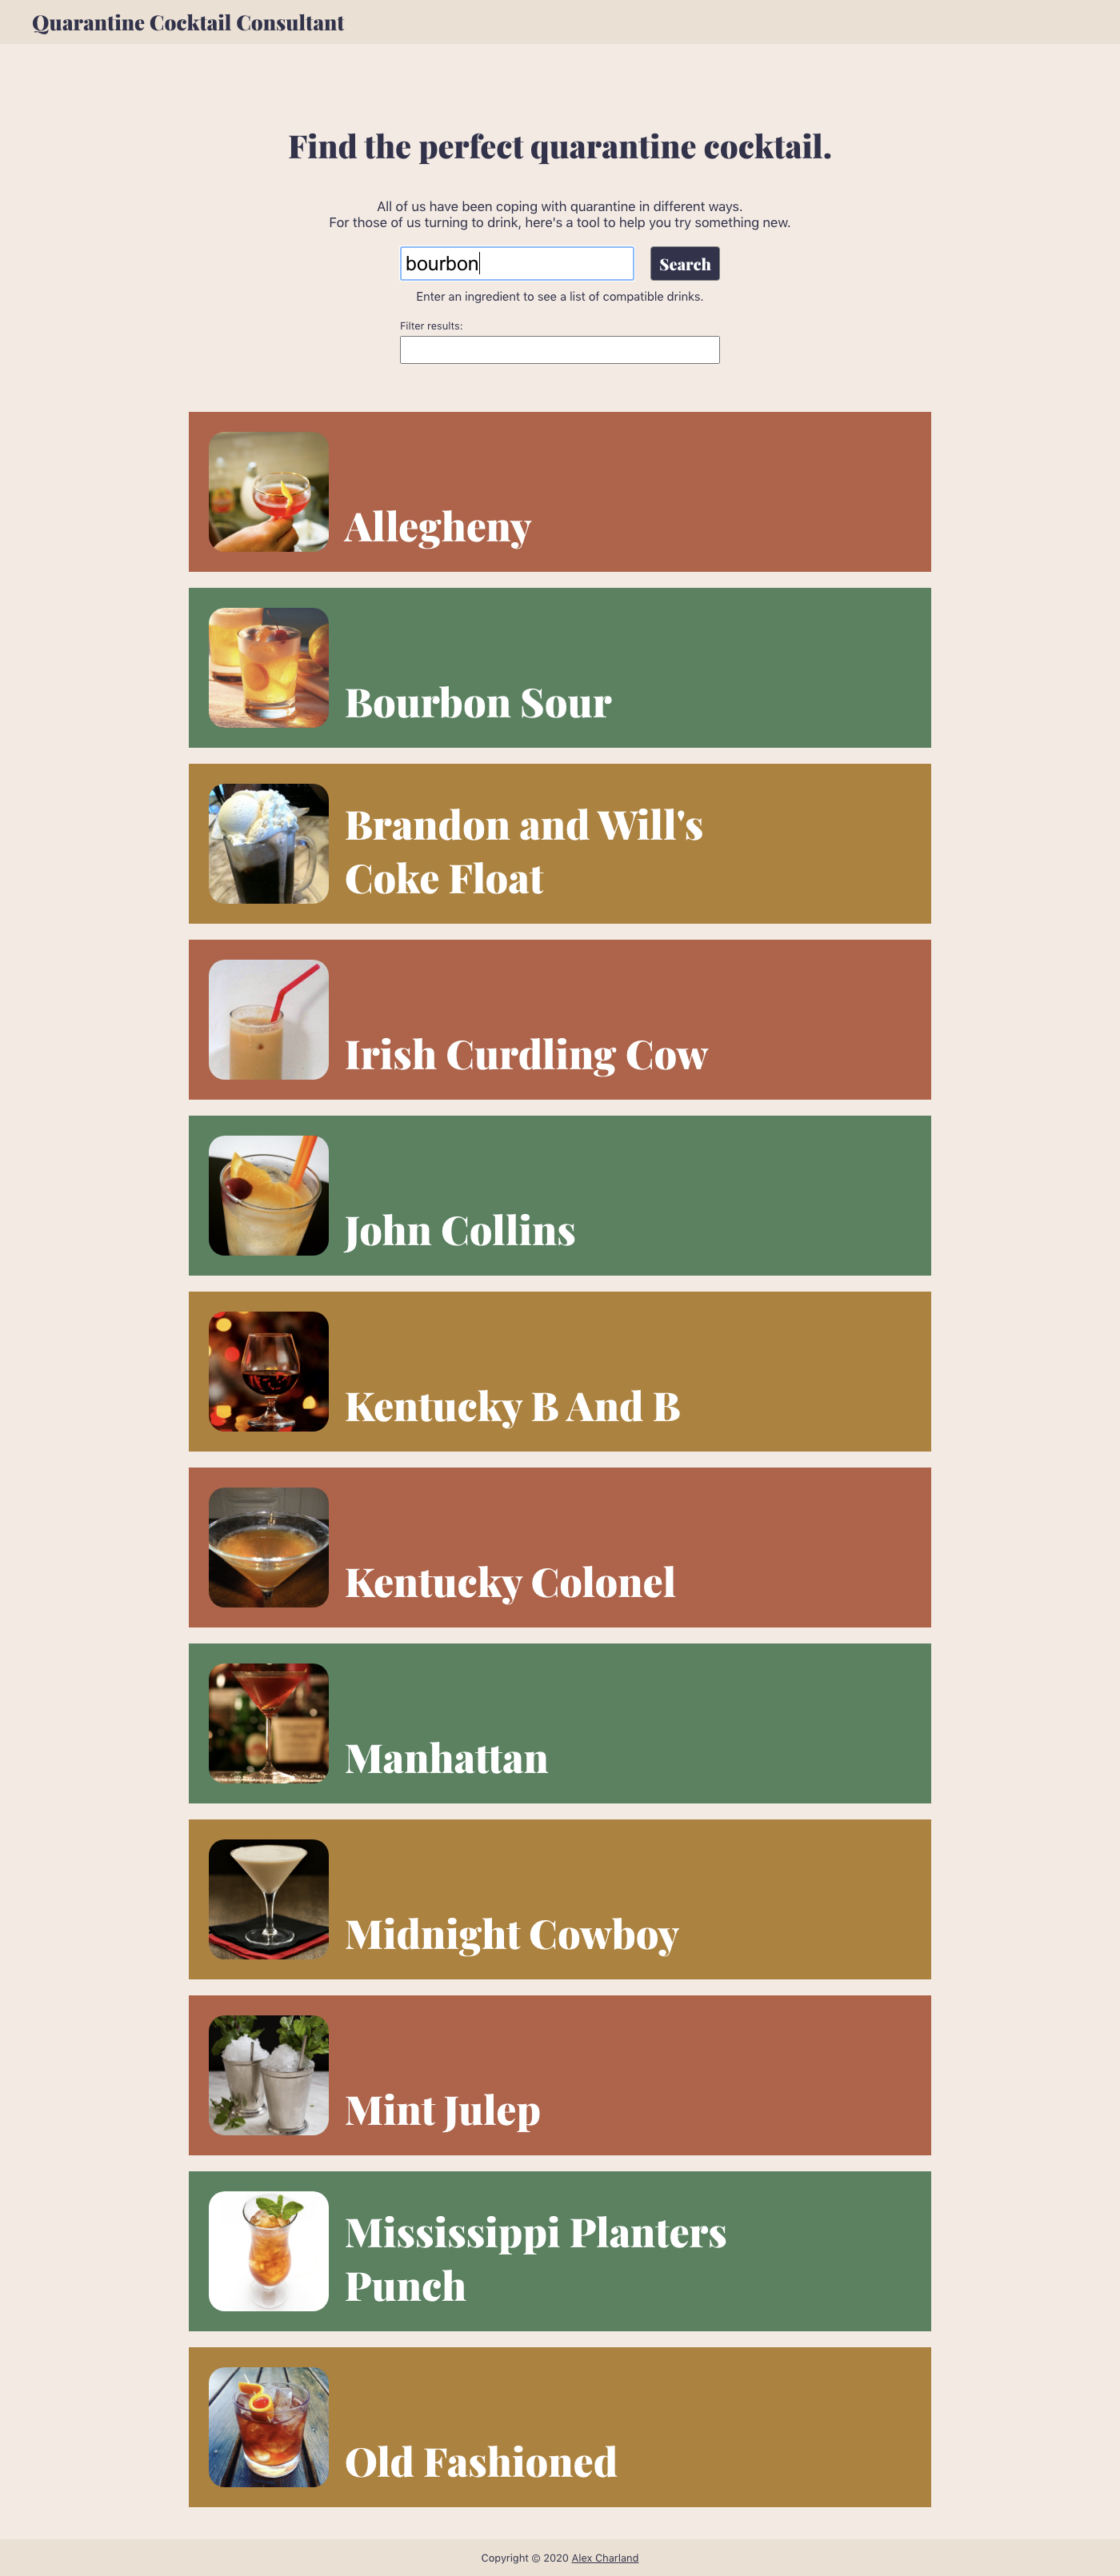 Quarantine Cocktail Consultant
Find the perfect quarantine cocktail.
All of us have been coping with quarantine in different ways.
For those of us turning to drink, here's a tool to help you try something new.
bourbon
Search
Enter an ingredient to see a list of compatible drinks.
Filter results:
Allegheny
Bourbon Sour
Brandon and Will's
Coke Float
Irish Curdling Cow
John Collins
Kentucky B And B
Kentucky Colonel
Manhattan
Midnight Cowboy
Mint Julep
Mississippi Planters
Punch
Old Fashioned
Copyright © 2020 Alex Charland